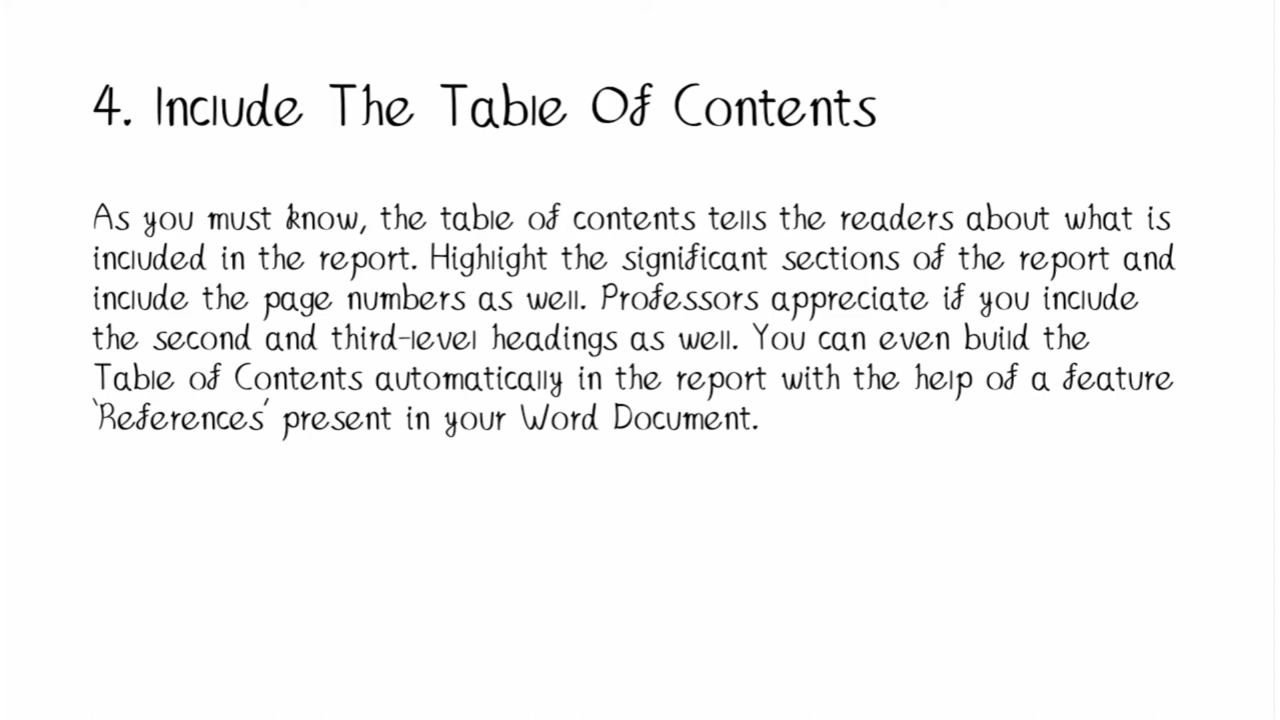 4. Include The Table Of Contents
As you must know, the table of contents tells the readers about what is
included in the report. Highlight the significant sections of the report and
include the page numbers as well. Professors appreciate if you include
the second and third-level headings as well. You can even build the
Table of Contents automatically in the report with the help of a feature
‘References’ present in your Word Document.